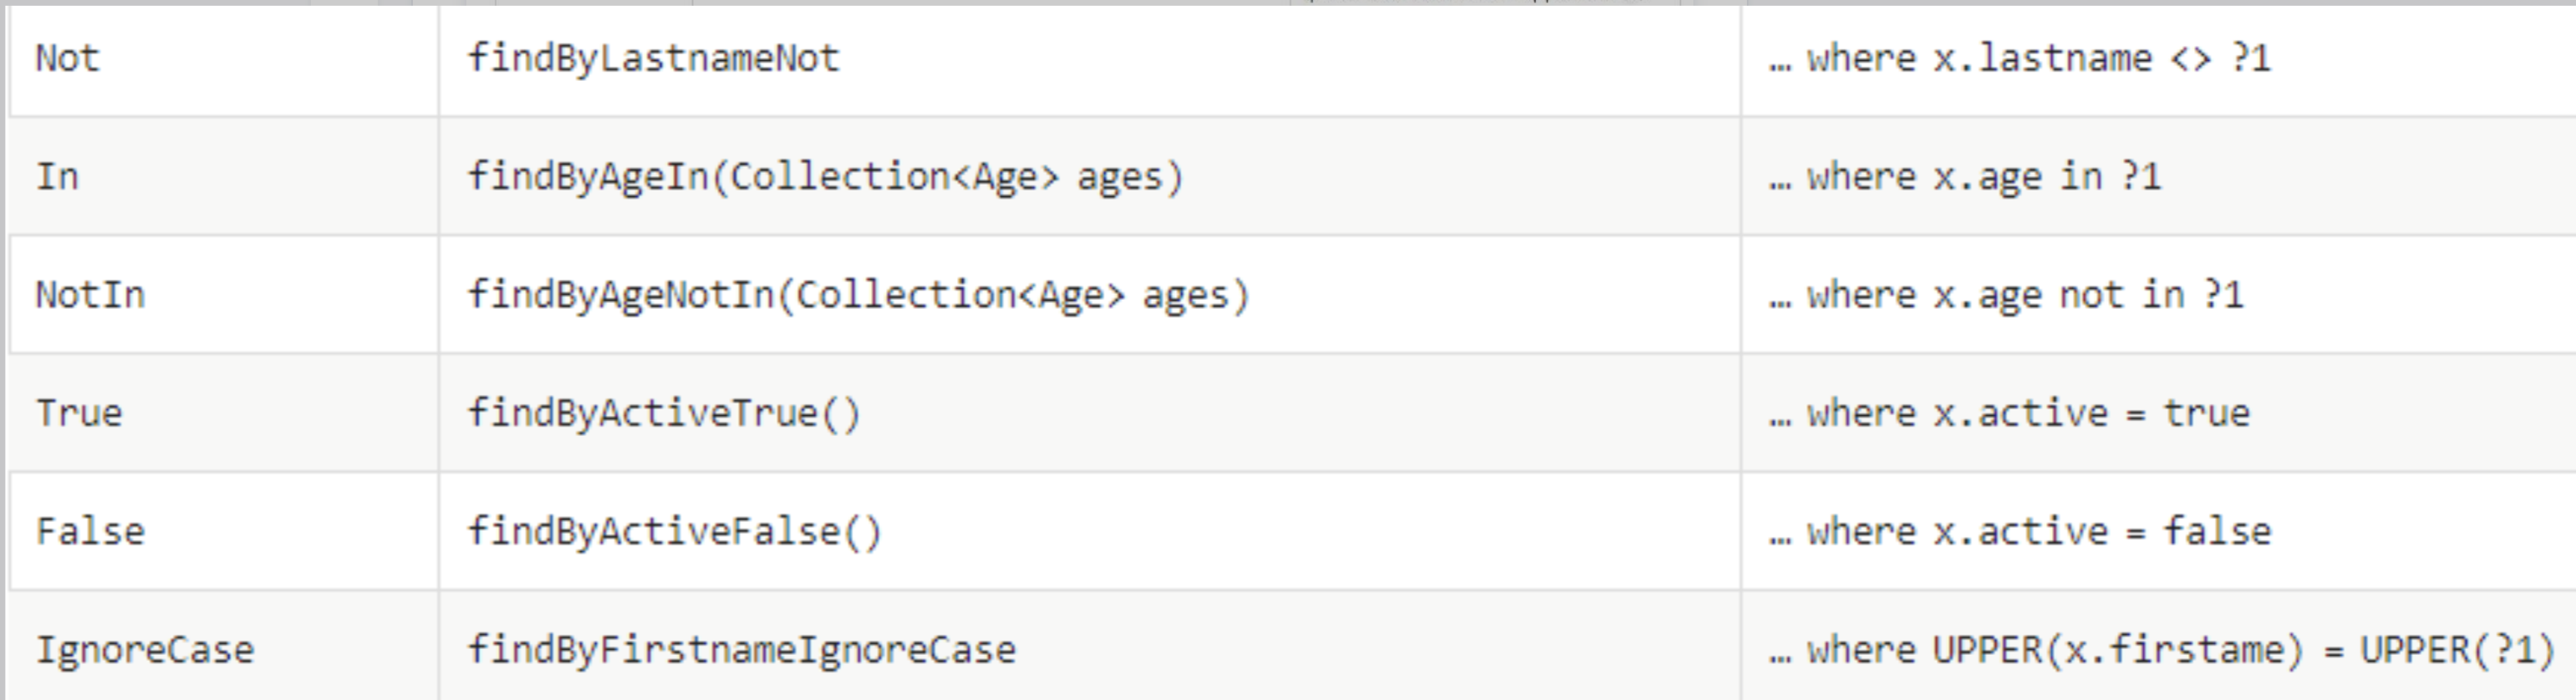 Not findByLastnameNot … where x.lastname <> ?1
In findByAgeIn(Collection<Age> ages) … where x.age in ?1
NotIn findByAgeNotIn(Collection<Age> ages) … where x.age not in ?1
True findByActiveTrue() … where x.active = true
False findByActiveFalse() … where x.active = false
IgnoreCase findByFirstnameIgnoreCase … where UPPER(x.firstame) = UPPER(?1)